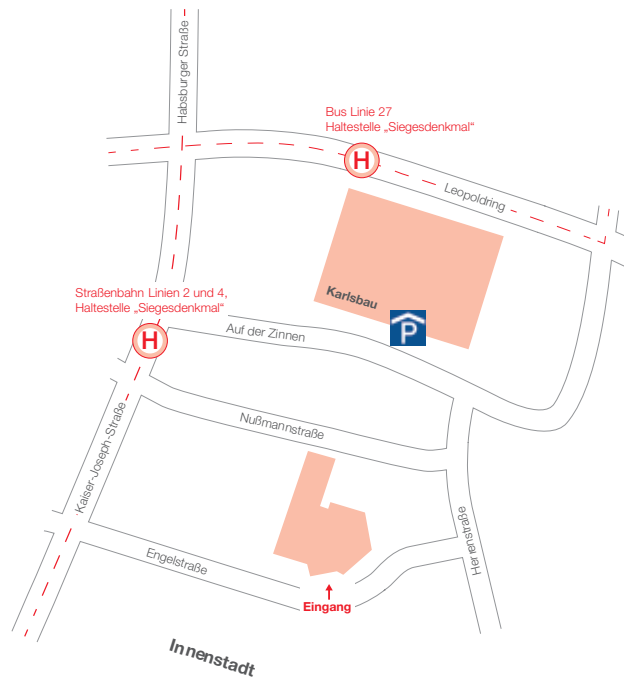 Habsburger Straße
Bus Linie 27
Haltestelle „Siegesdenkmal“
H
Leopoldring
Karlsbau
P
Straßenbahn Linien 2 und 4,
Haltestelle „Siegesdenkmal“
H
Auf der Zinnen
Nußmannstraße
Kaiser-Joseph-Straße
Herrenstraße
Engelstraße
Eingang
Innenstadt